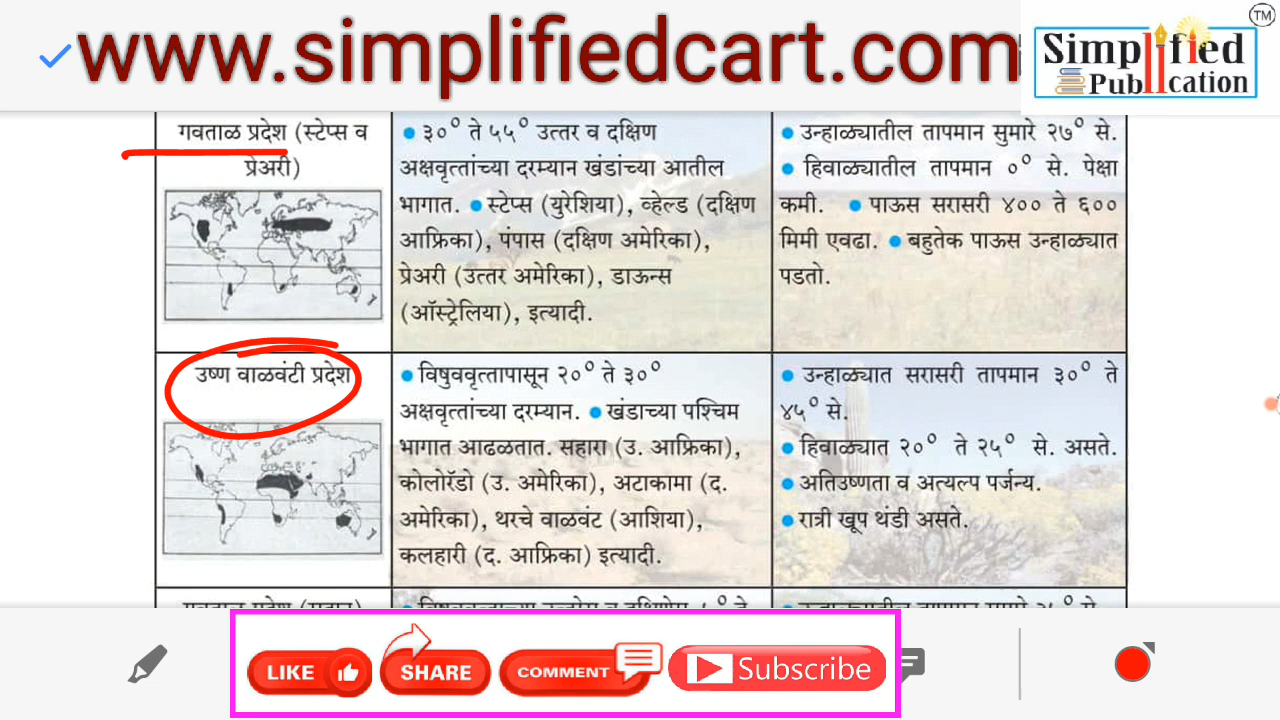 www.simplifiedcart.com
Simplified
Publication
TM
गवताळ प्रदेश (स्टेप्स व
प्रेअरी)
● ३०° ते ५५° उत्तर व दक्षिण
अक्षवृत्तांच्या दरम्यान खंडांच्या आतील
भागात. ● स्टेप्स (युरेशिया), व्हेल्ड (दक्षिण
आफ्रिका), पंपास (दक्षिण अमेरिका),
प्रेअरी (उत्तर अमेरिका), डाऊन्स
(ऑस्ट्रेलिया), इत्यादी.
● उन्हाळ्यातील तापमान सुमारे २७° से.
● हिवाळ्यातील तापमान ०° से. पेक्षा
कमी. ● पाऊस सरासरी ४०० ते ६००
मिमी एवढा. ● बहुतेक पाऊस उन्हाळ्यात
पडतो.
उष्ण वाळवंटी प्रदेश
● विषुववृत्तापासून २०° ते ३०°
अक्षवृत्तांच्या दरम्यान. ● खंडाच्या पश्चिम
भागात आढळतात. सहारा (उ. आफ्रिका),
कोलोरॅडो (उ. अमेरिका), अटाकामा (द.
अमेरिका), थरचे वाळवंट (आशिया),
कलहारी (द. आफ्रिका) इत्यादी.
● उन्हाळ्यात सरासरी तापमान ३०° ते
४५° से.
● हिवाळ्यात २०° ते २५° से. असते.
● अतिउष्णता व अत्यल्प पर्जन्य.
● रात्री खूप थंडी असते.
LIKE
SHARE
COMMENT
Subscribe